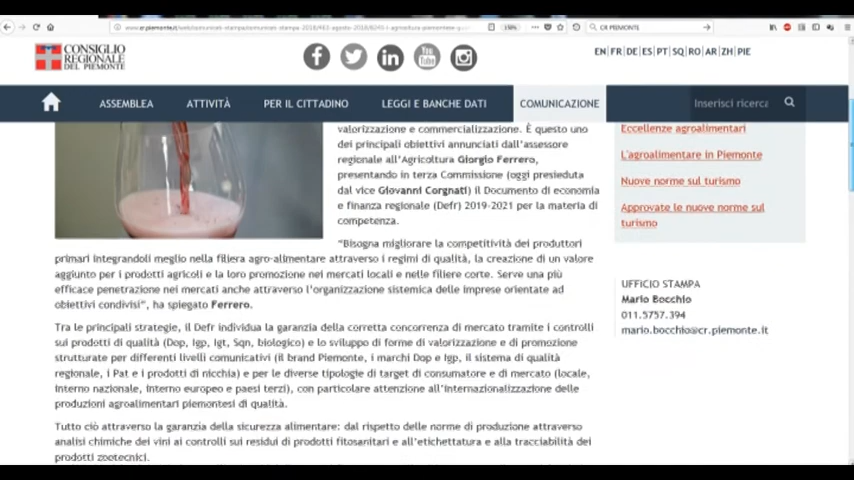 CR PIEMONTE
CONSIGLIO
REGIONALE
DEL PIEMONTE
You
Tube
EN|FR|DE|ES|PT|SQ|RO|AR|ZH|PIE
ASSEMBLEA
ATTIVITÀ
PER IL CITTADINO
LEGGI E BANCHE DATI
COMUNICAZIONE
Inserisci ricerca
valorizzazione e commercializzazione. È questo uno
dei principali obiettivi annunciati dall'assessore
regionale all'Agricoltura Giorgio Ferrero,
presentando in terza Commissione (oggi presieduta
dal vice Giovanni Corgnati) il Documento di economia
e finanza regionale (Defr) 2019-2021 per la materia di
competenza.
"Bisogna migliorare la competitività dei produttori
primari integrandoli meglio nella filiera agro-alimentare attraverso i regimi di qualità, la creazione di un valore
aggiunto per i prodotti agricoli e la loro promozione nei mercati locali e nelle filiere corte. Serve una più
efficace penetrazione nei mercati anche attraverso l'organizzazione sistemica delle imprese orientate ad
obiettivi condivisi", ha spiegato Ferrero.
Tra le principali strategie, il Defr individua la garanzia della corretta concorrenza di mercato tramite i controlli
sui prodotti di qualità (Dop, Igp, Igt, Sqn, biologico) e lo sviluppo di forme di valorizzazione e di promozione
strutturate per differenti livelli comunicativi (il brand Piemonte, i marchi Dop e Igp, il sistema di qualità
regionale, i Pat e i prodotti di nicchia) e per le diverse tipologie di target di consumatore e di mercato (locale,
interno nazionale, interno europeo e paesi terzi), con particolare attenzione all'internazionalizzazione delle
produzioni agroalimentari piemontesi di qualità.
Tutto ciò attraverso la garanzia della sicurezza alimentare: dal rispetto delle norme di produzione attraverso
analisi chimiche dei vini ai controlli sui residui di prodotti fitosanitari e all'etichettatura e alla tracciabilità dei
prodotti zootecnici.
Eccellenze agroalimentari
L'agroalimentare in Piemonte
Nuove norme sul turismo
Approvate le nuove norme sul
turismo
UFFICIO STAMPA
Mario Bocchio
011.5757.394
mario.bocchio@cr.piemonte.it